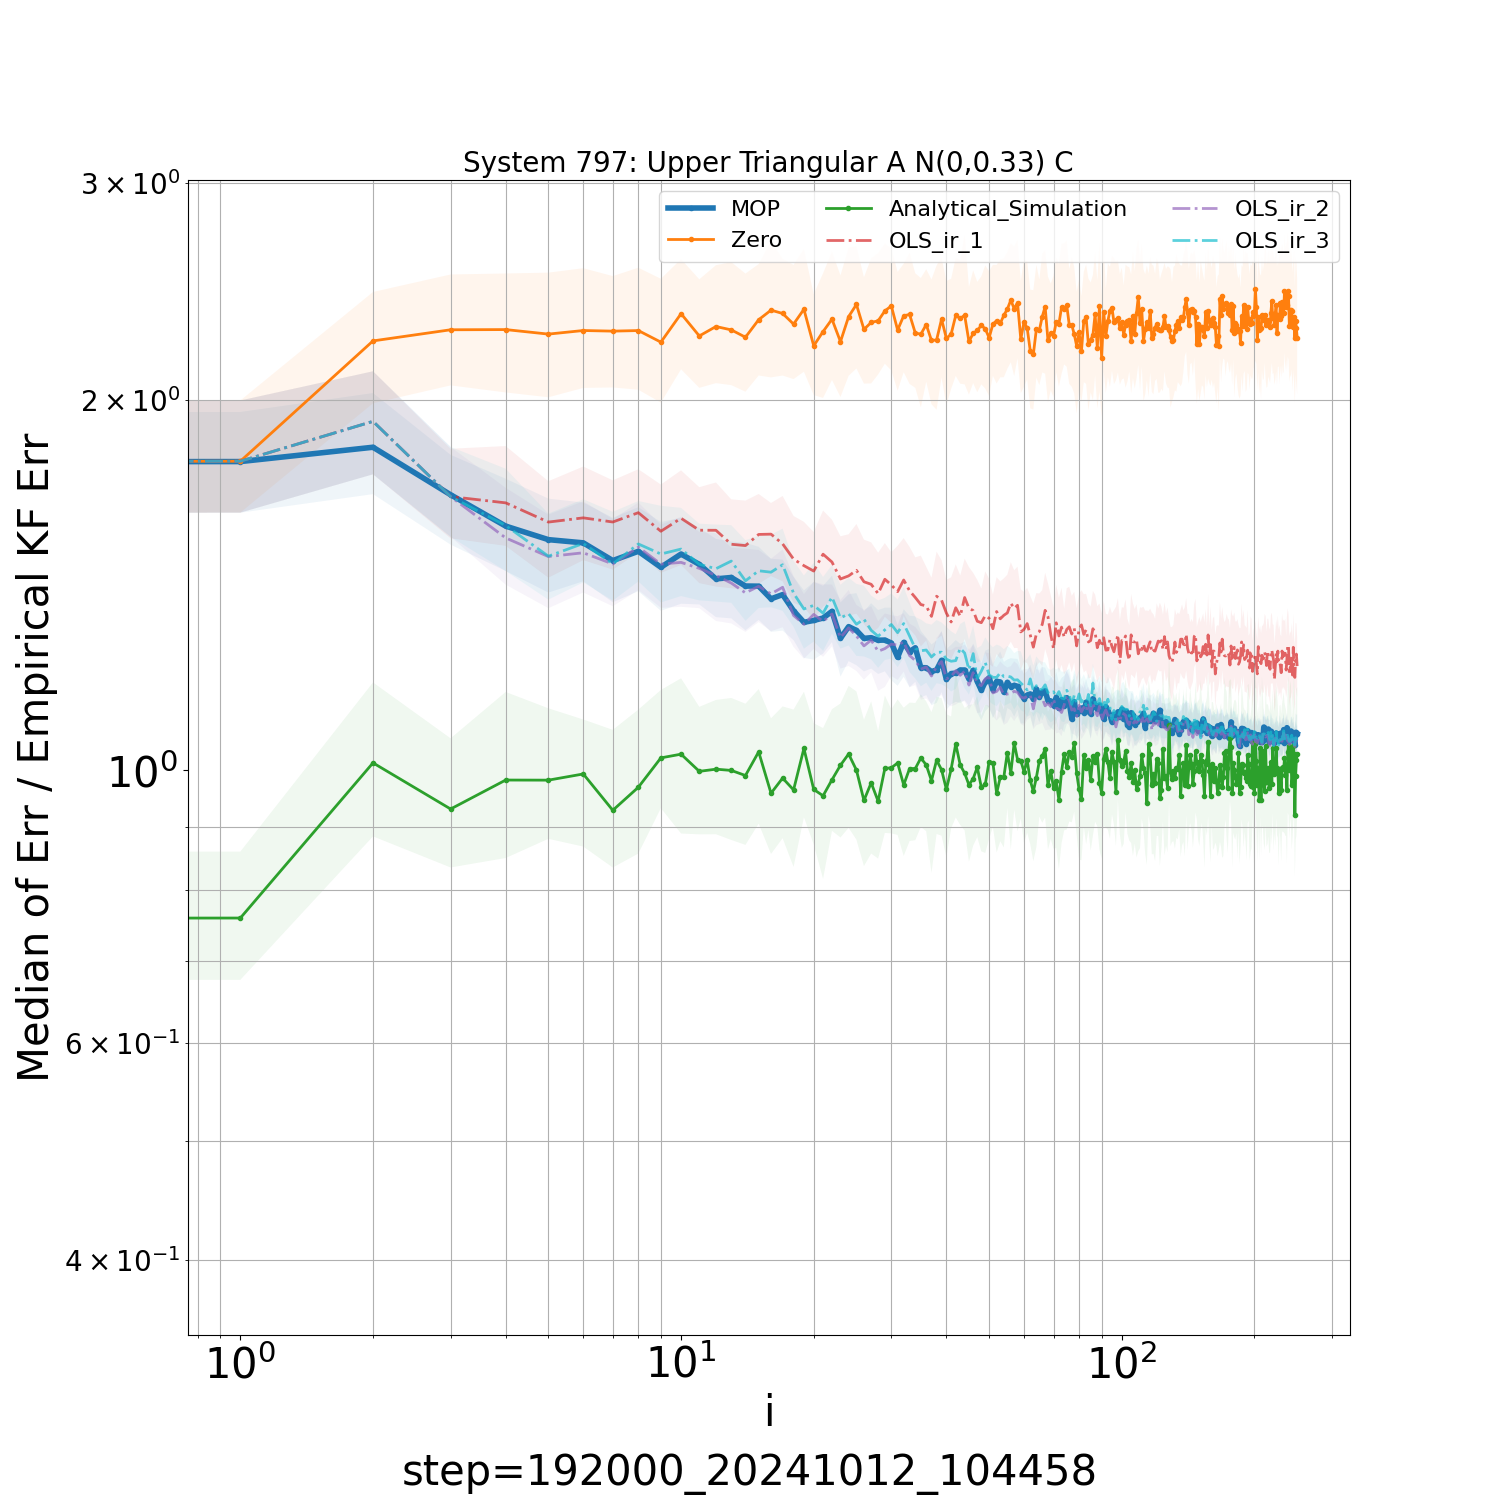 System 797: Upper Triangular A N(0,0.33) C
MOP
Zero
Analytical_Simulation
OLS_ir_1
OLS_ir_2
OLS_ir_3
Median of Err / Empirical KF Err
3 × 10⁰
2 × 10⁰
10⁰
6 × 10⁻¹
4 × 10⁻¹
10⁰ 10¹ 10²
i
step=192000_20241012_104458